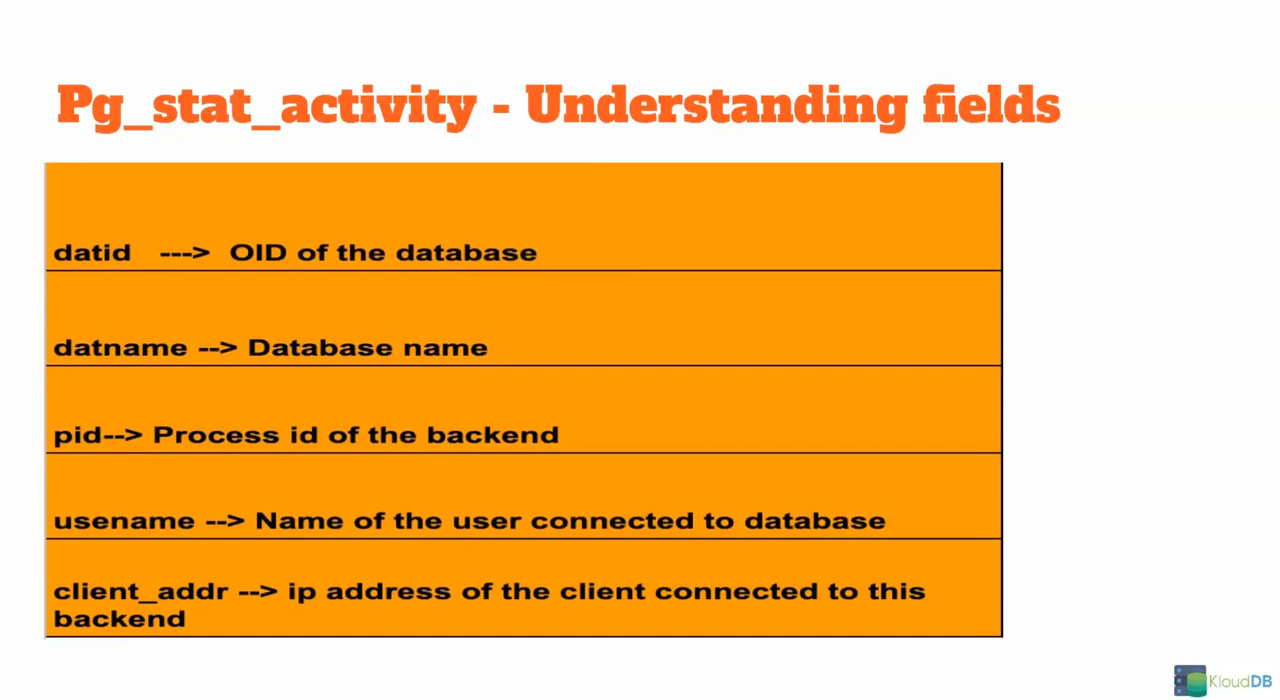 Pg_stat_activity - Understanding fields
datid ---> OID of the database
datname --> Database name
pid--> Process id of the backend
usename --> Name of the user connected to database
client_addr --> ip address of the client connected to this
backend
KloudDB